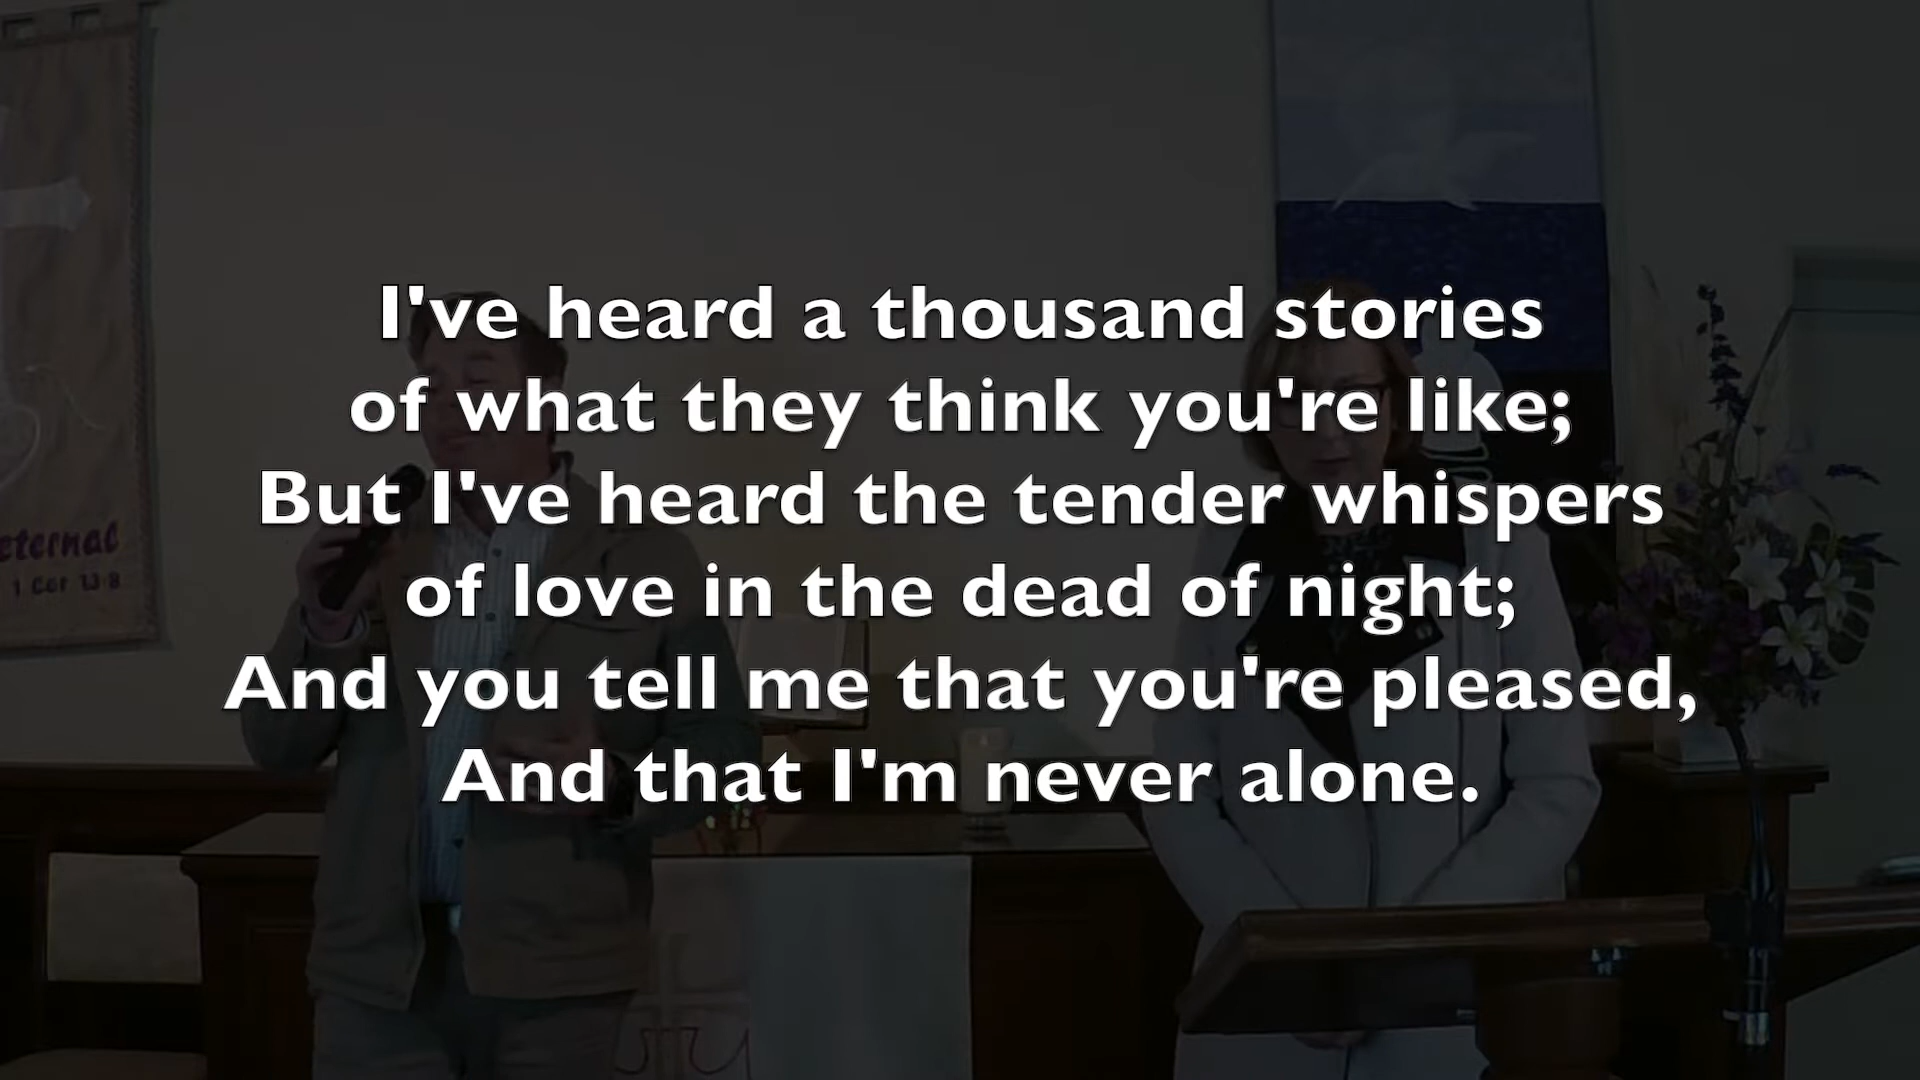 I've heard a thousand stories
of what they think you're like;
But I've heard the tender whispers
of love in the dead of night;
And you tell me that you're pleased,
And that I'm never alone.
eternal
1 Cor 13:8